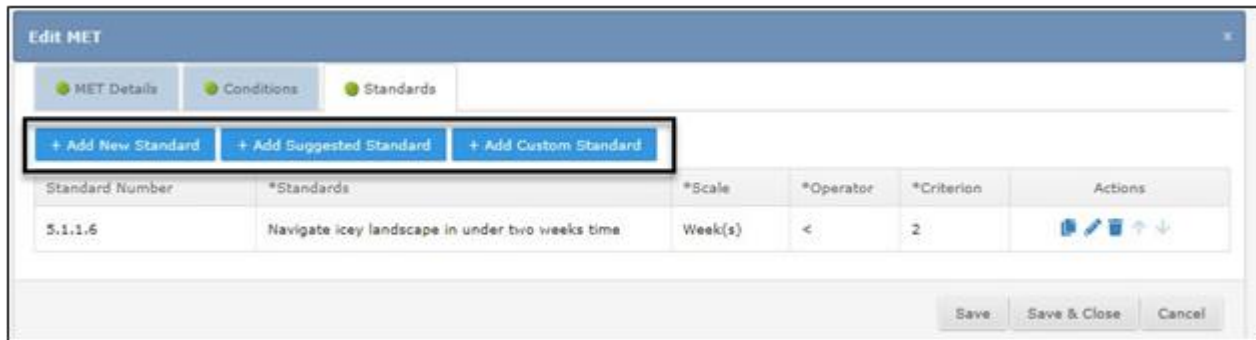 Edit MET x
MET Details Conditions Standards
+ Add New Standard + Add Suggested Standard + Add Custom Standard
Standard Number *Standards *Scale *Operator *Criterion Actions
5.1.1.6 Navigate icey landscape in under two weeks time Week(s) < 2
Save Save & Close Cancel